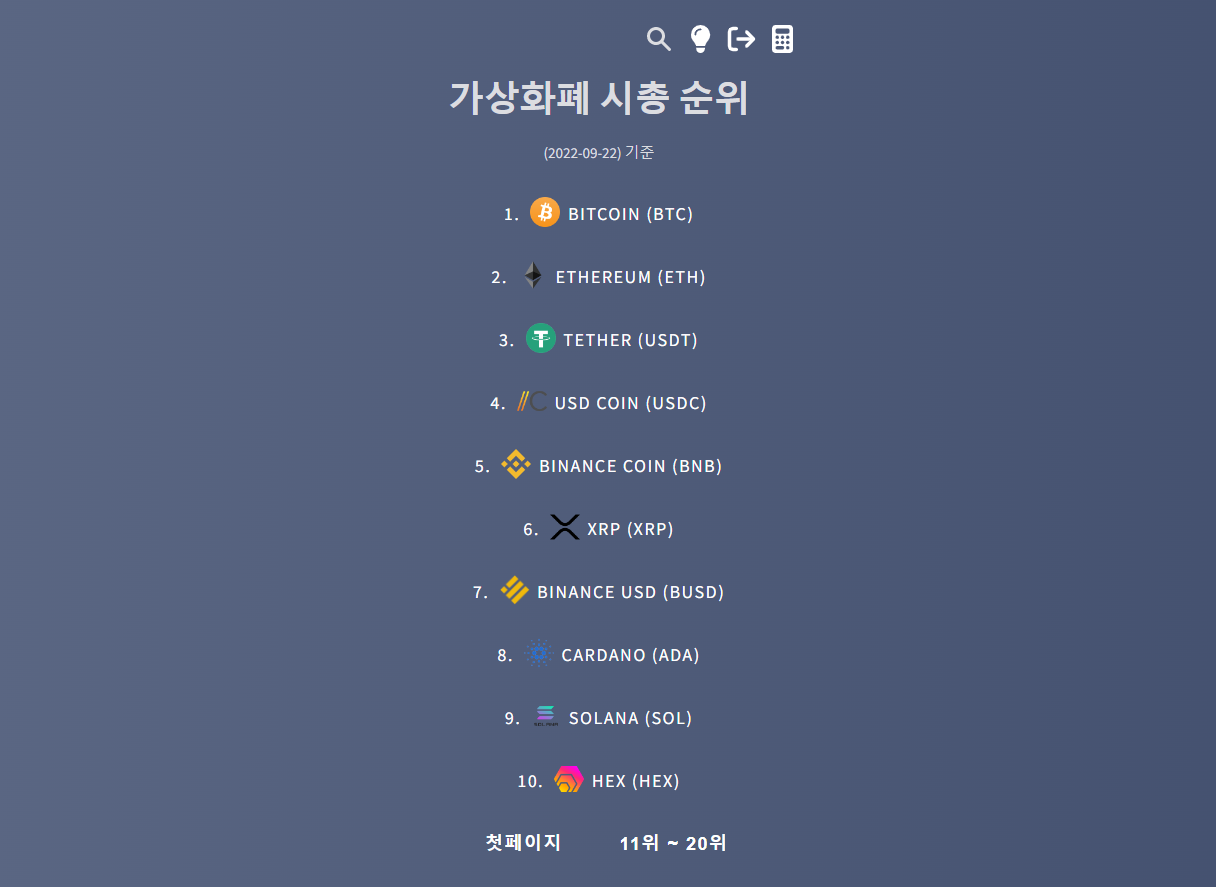 가상화폐 시총 순위
(2022-09-22) 기준
1. BITCOIN (BTC)
2. ETHEREUM (ETH)
3. TETHER (USDT)
4. USD COIN (USDC)
5. BINANCE COIN (BNB)
6. XRP (XRP)
7. BINANCE USD (BUSD)
8. CARDANO (ADA)
9. SOLANA (SOL)
10. HEX (HEX)
첫페이지 11위 ~ 20위